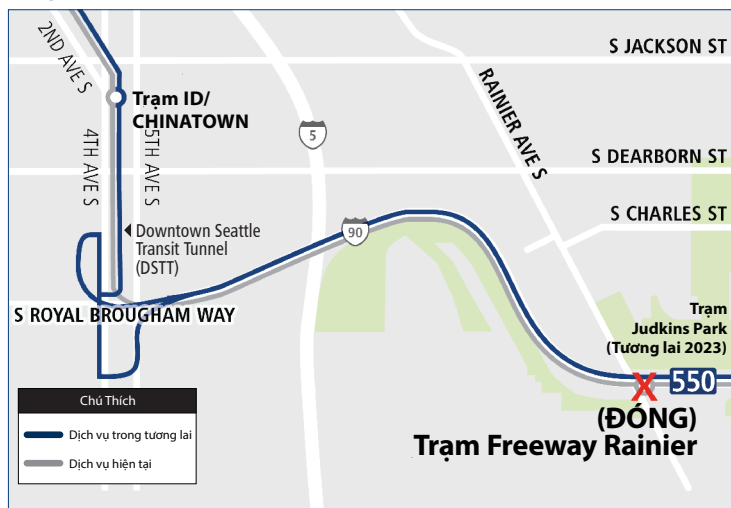 2ND AVE S
S JACKSON ST
RAINIER AVE S
Trạm ID/
CHINATOWN
5
4TH AVE S
5TH AVE S
S DEARBORN ST
S CHARLES ST
Downtown Seattle
Transit Tunnel
(DSTT)
90
S ROYAL BROUGHAM WAY
Trạm
Judkins Park
(Tương lai 2023)
X
550
(ĐÓNG)
Trạm Freeway Rainier
Chú Thích
Dịch vụ trong tương lai
Dịch vụ hiện tại